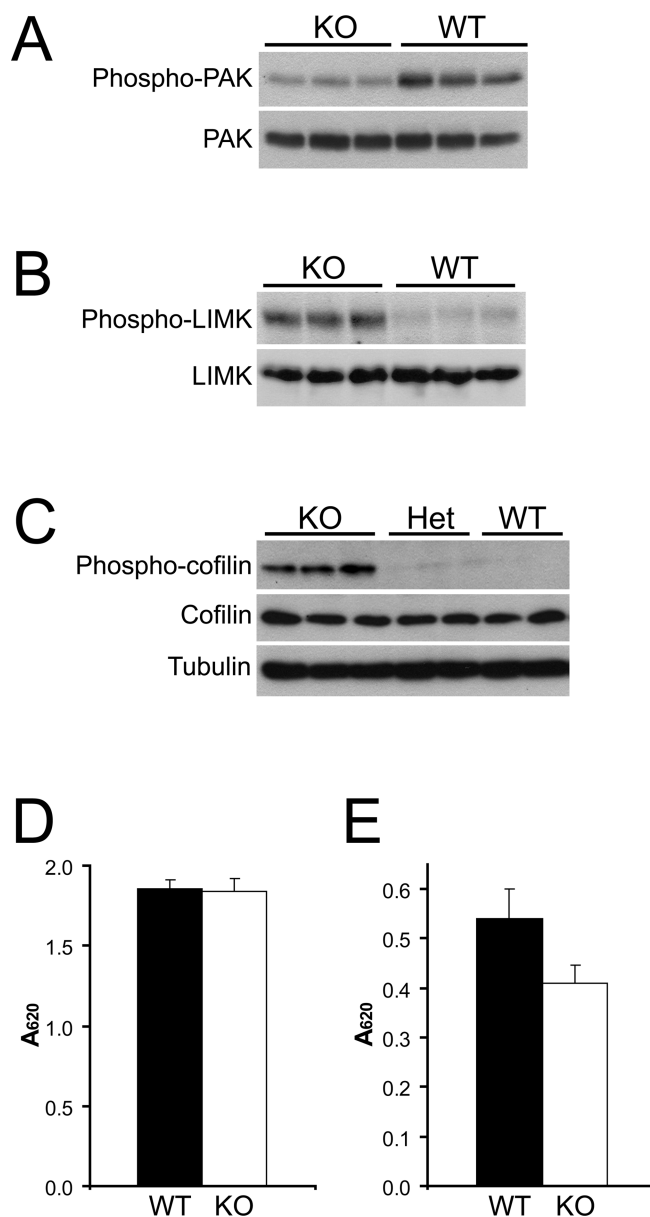 A
KO WT
Phospho-PAK
PAK
B
KO WT
Phospho-LIMK
LIMK
C
KO Het WT
Phospho-cofilin
Cofilin
Tubulin
D
2.0
1.5
1.0
0.5
0.0
A620
WT KO
E
0.6
0.5
0.4
0.3
0.2
0.1
0.0
A620
WT KO